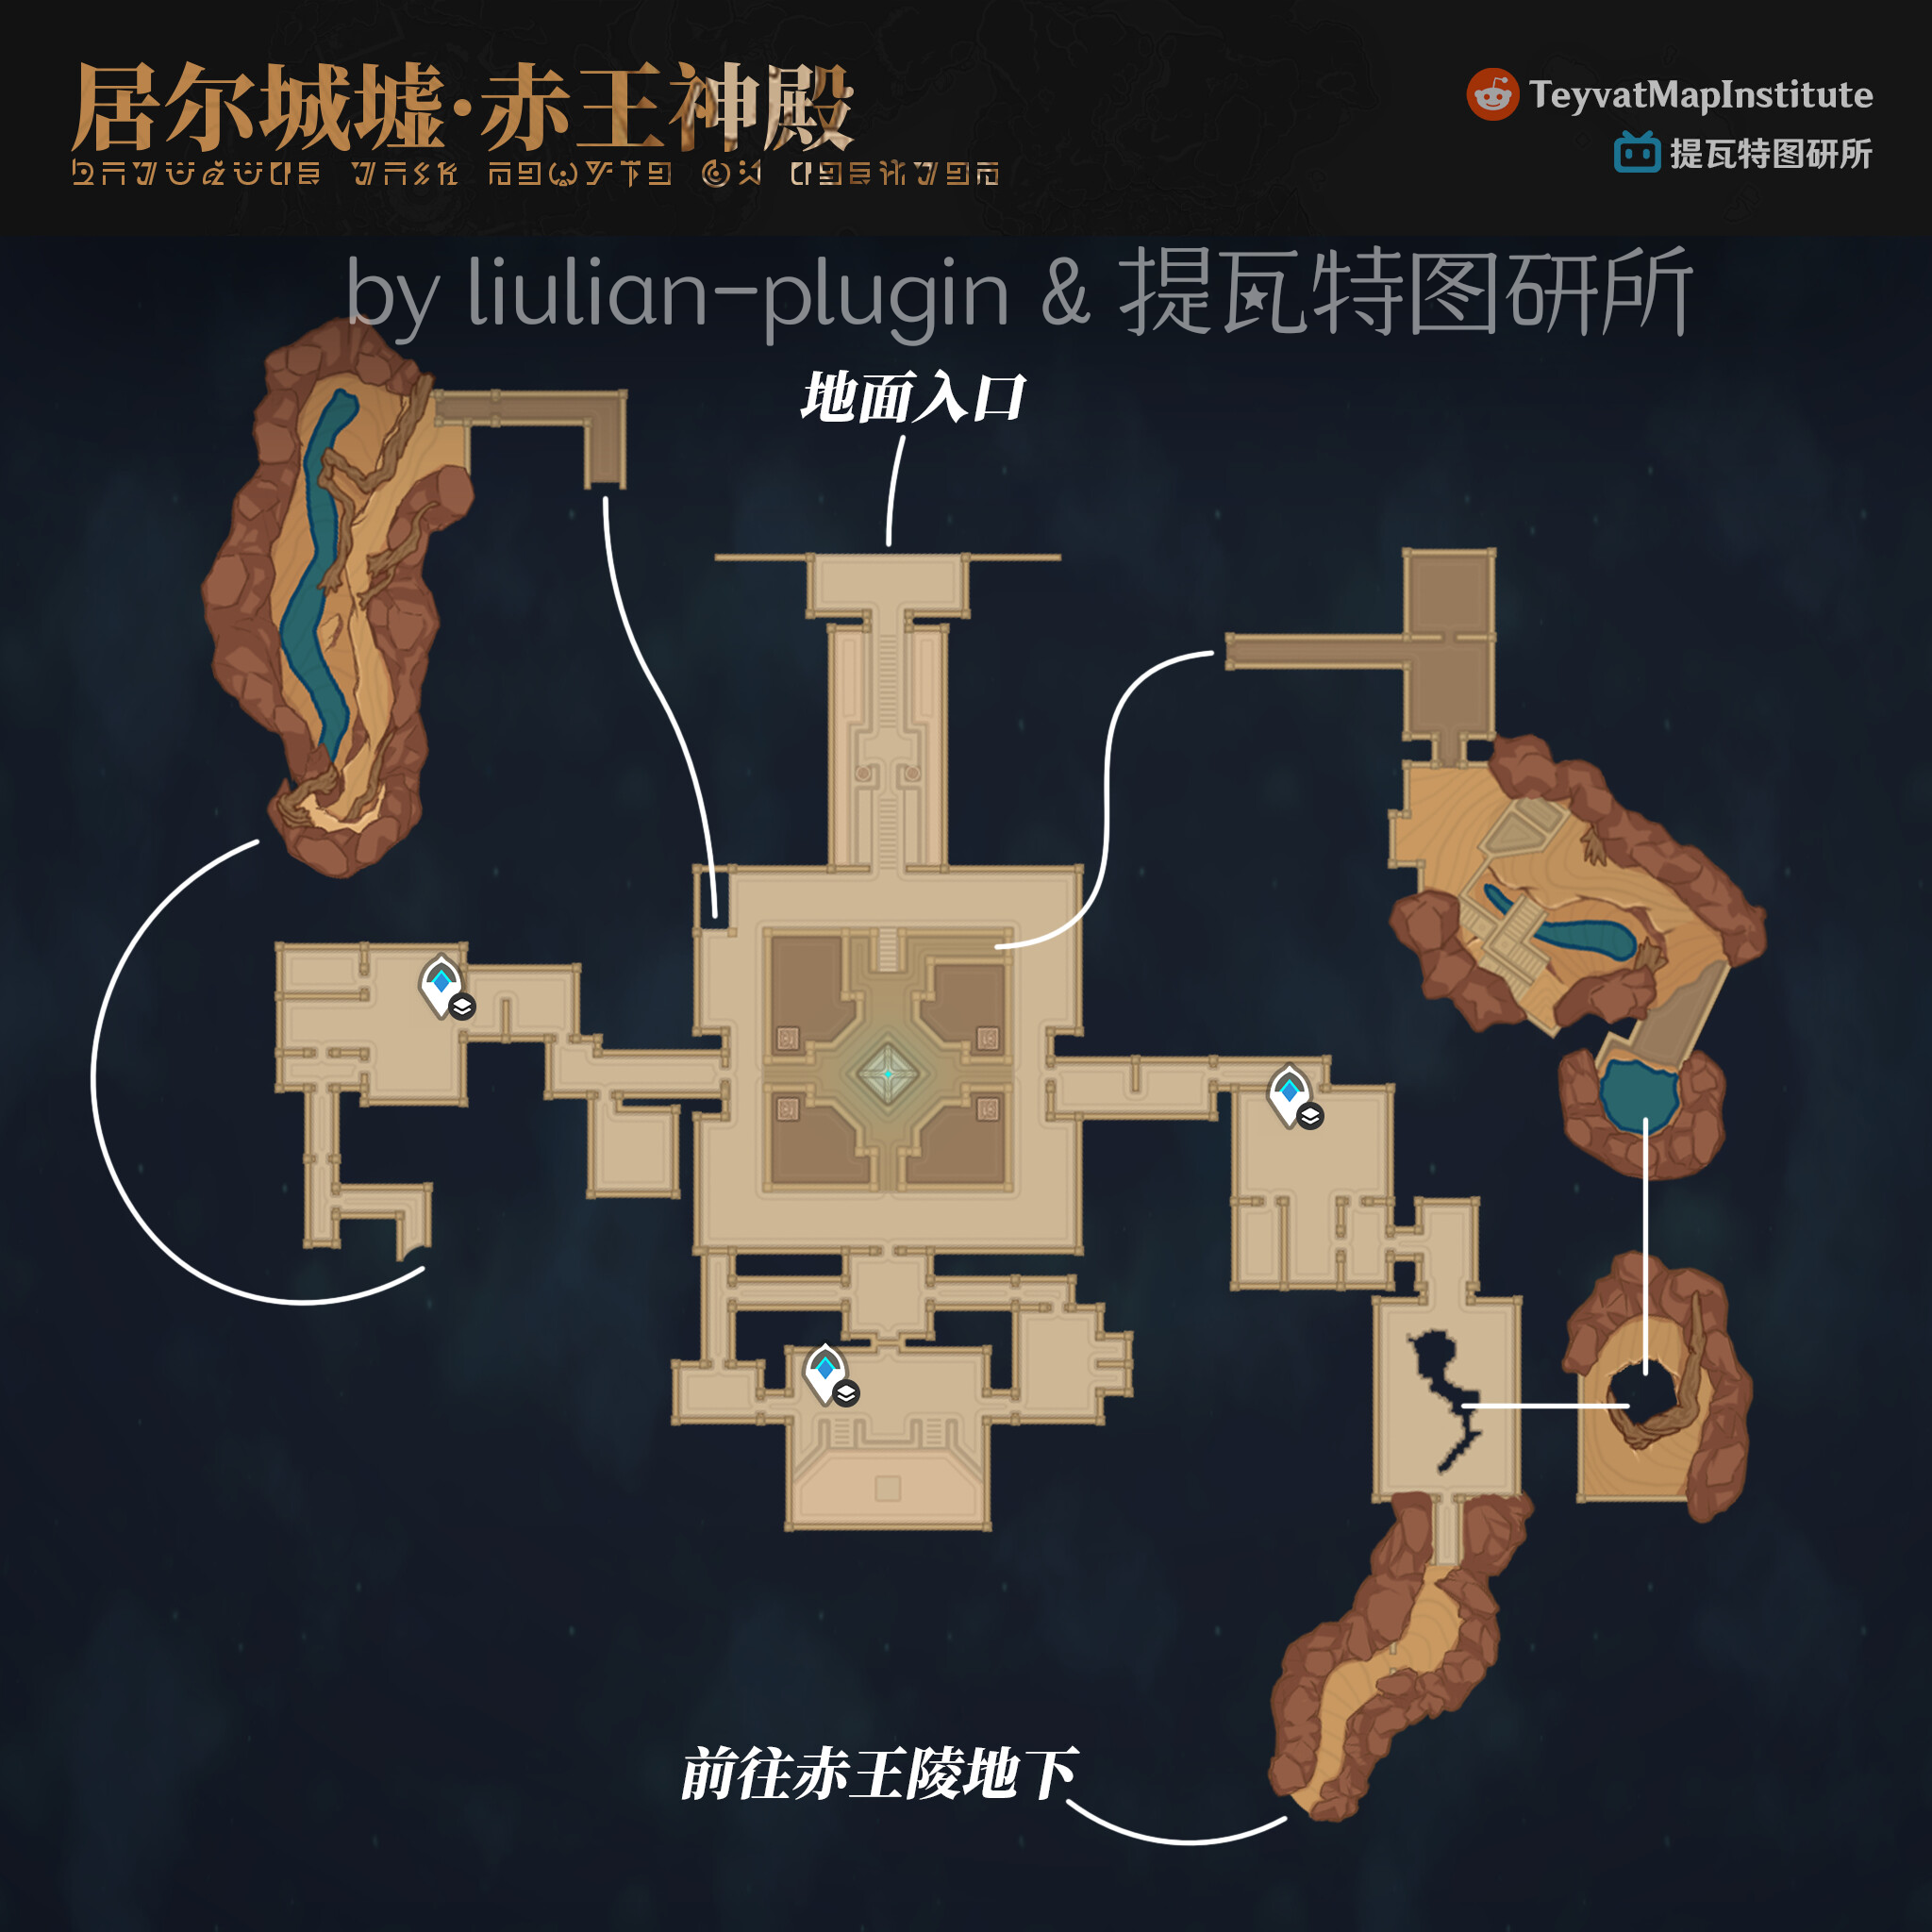 居尔城墟·赤王神殿
TeyvatMapInstitute
提瓦特图研所
by liulian-plugin & 提瓦特图研所
地面入口
前往赤王陵地下